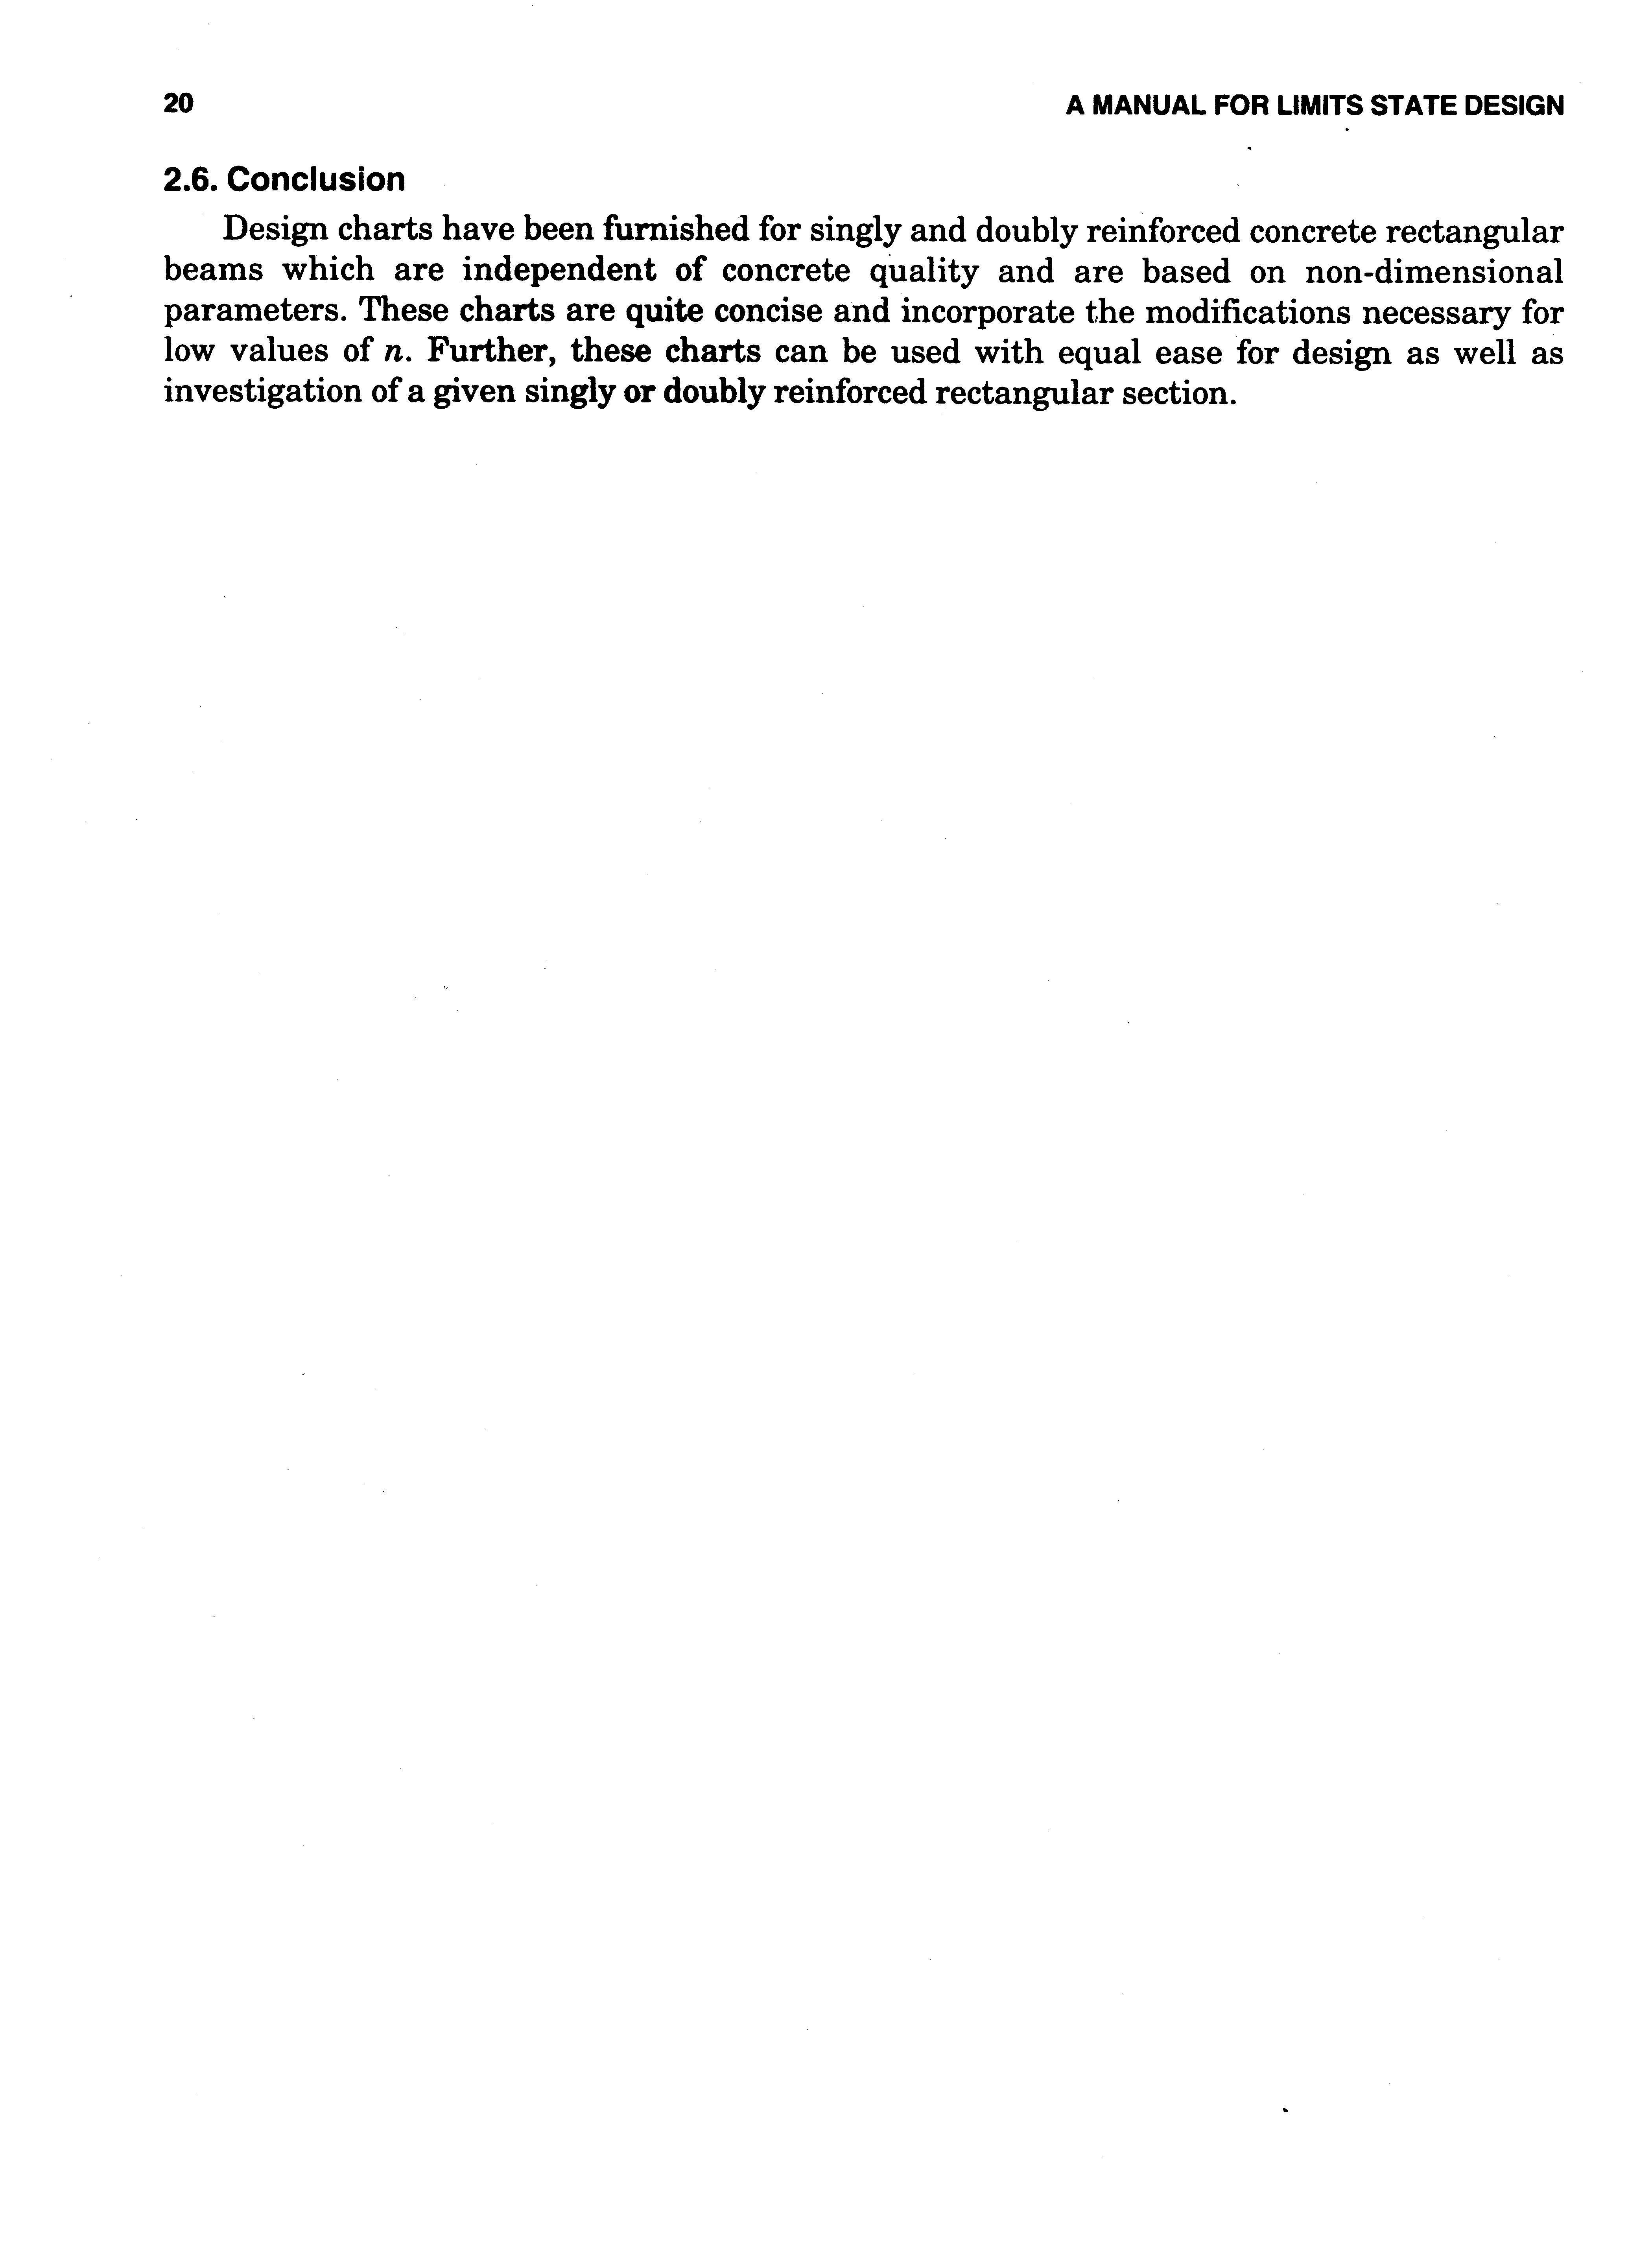 20
A MANUAL FOR LIMITS STATE DESIGN
2.6. Conclusion
Design charts have been furnished for singly and doubly reinforced concrete rectangular
beams which are independent of concrete quality and are based on non-dimensional
parameters. These charts are quite concise and incorporate the modifications necessary for
low values of n. Further, these charts can be used with equal ease for design as well as
investigation of a given singly or doubly reinforced rectangular section.